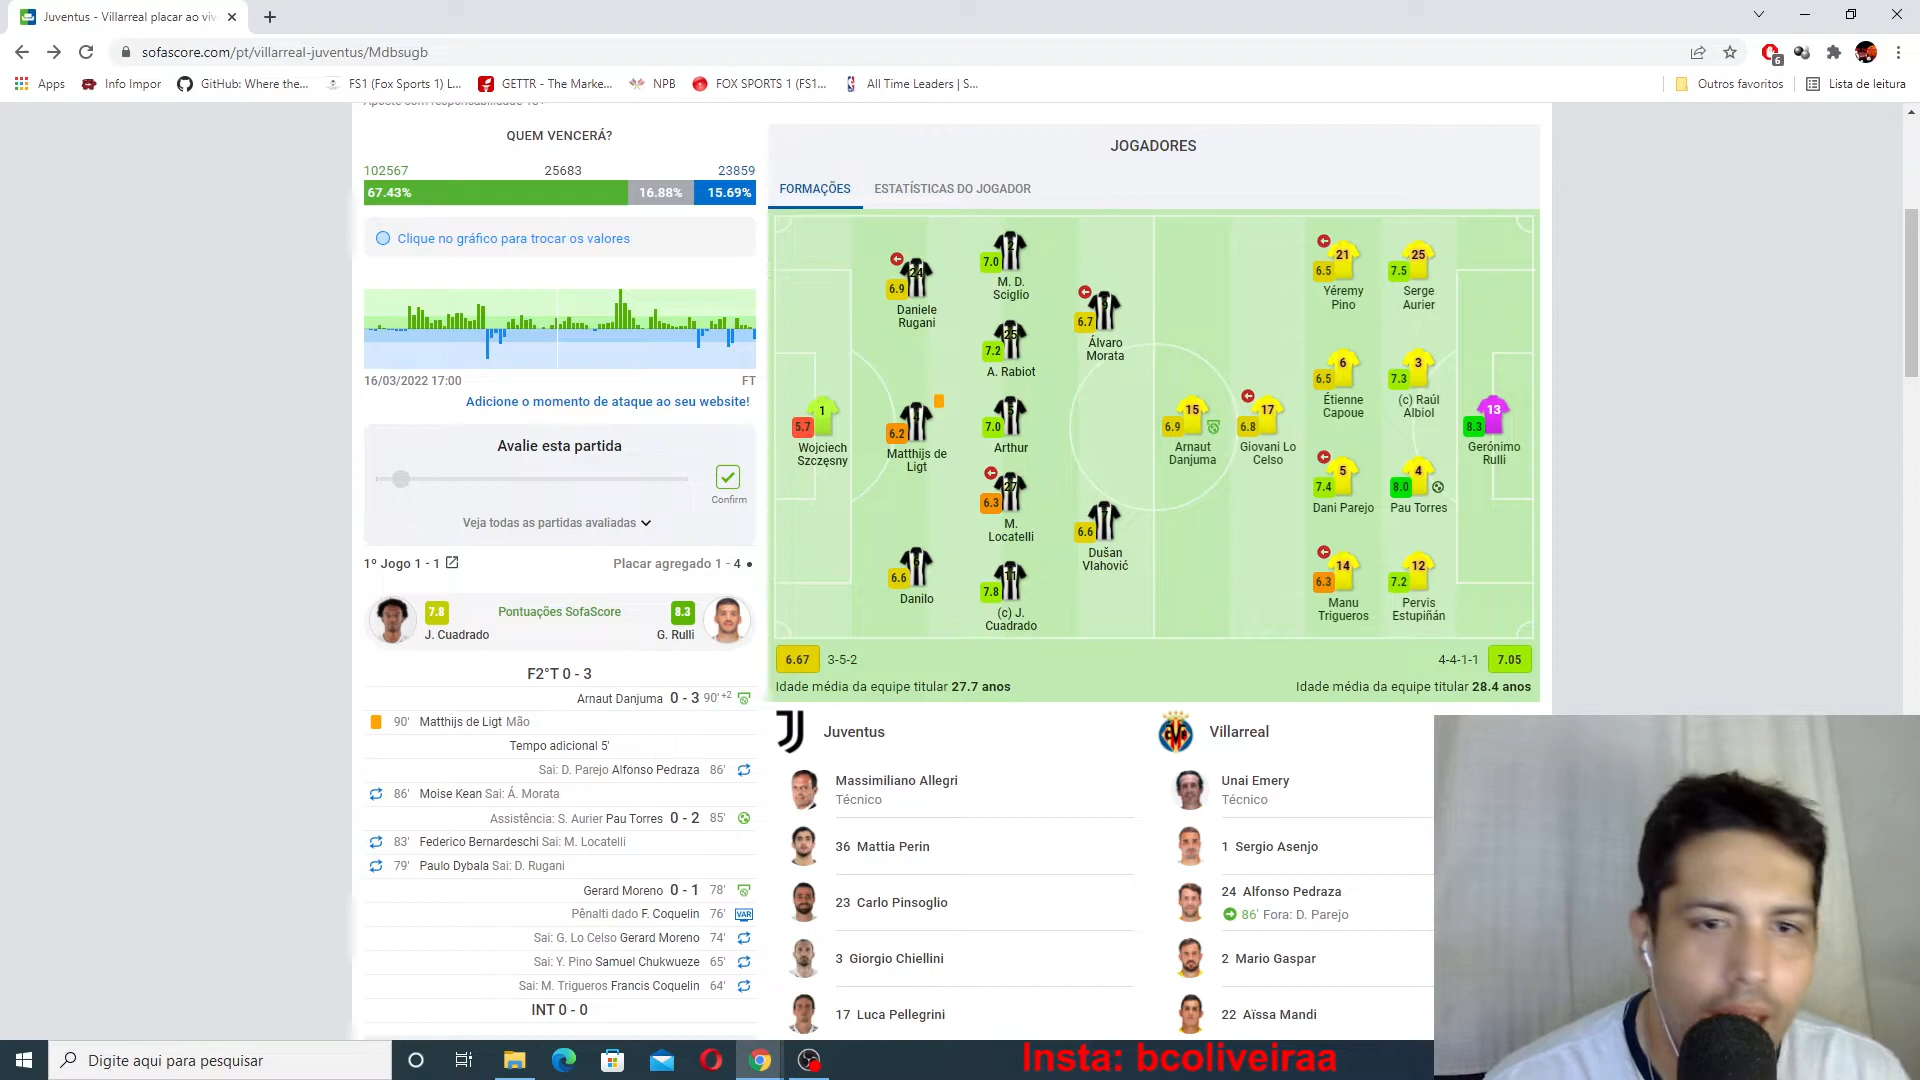 Juventus - Villarreal placar ao viv
sofascore.com/pt/villarreal-juventus/Mdbsugb
6
Apps
Info Impor
GitHub: Where the...
FS1 (Fox Sports 1) L...
GETTR - The Marke...
NPB
FOX SPORTS 1 (FS1...
All Time Leaders | S...
Outros favoritos
Lista de leitura
Aposte com responsabilidade 18+
QUEM VENCERÁ?
102567 25683 23859
67.43% 16.88% 15.69%
Clique no gráfico para trocar os valores
16/03/2022 17:00 FT
Adicione o momento de ataque ao seu website!
Avalie esta partida
Confirm
Veja todas as partidas avaliadas
1º Jogo 1 - 1 Placar agregado 1 - 4
7.8 Pontuações SofaScore 8.3
J. Cuadrado G. Rulli
F2°T 0 - 3
Arnaut Danjuma 0 - 3 90'+2
90' Matthijs de Ligt Mão
Tempo adicional 5'
Sai: D. Parejo Alfonso Pedraza 86'
86' Moise Kean Sai: Á. Morata
Assistência: S. Aurier Pau Torres 0 - 2 85'
83' Federico Bernardeschi Sai: M. Locatelli
79' Paulo Dybala Sai: D. Rugani
Gerard Moreno 0 - 1 78'
Pênalti dado F. Coquelin 76' VAR
Sai: G. Lo Celso Gerard Moreno 74'
Sai: Y. Pino Samuel Chukwueze 65'
Sai: M. Trigueros Francis Coquelin 64'
INT 0 - 0
JOGADORES
FORMAÇÕES ESTATÍSTICAS DO JOGADOR
1
5.7
Wojciech
Szczęsny
24
6.9
Daniele
Rugani
4
6.2
Matthijs de
Ligt
6
6.6
Danilo
2
7.0
M. D.
Sciglio
25
7.2
A. Rabiot
5
7.0
Arthur
27
6.3
M.
Locatelli
11
7.8
(c) J.
Cuadrado
9
6.7
Álvaro
Morata
7
6.6
Dušan
Vlahović
15
6.9
Arnaut
Danjuma
17
6.8
Giovani Lo
Celso
21
6.5
Yéremy
Pino
6
6.5
Étienne
Capoue
5
7.4
Dani Parejo
14
6.3
Manu
Trigueros
25
7.5
Serge
Aurier
3
7.3
(c) Raúl
Albiol
4
8.0
Pau Torres
12
7.2
Pervis
Estupiñán
13
8.3
Gerónimo
Rulli
6.67 3-5-2 4-4-1-1 7.05
Idade média da equipe titular 27.7 anos Idade média da equipe titular 28.4 anos
Juventus
Massimiliano Allegri
Técnico
36 Mattia Perin
23 Carlo Pinsoglio
3 Giorgio Chiellini
17 Luca Pellegrini
Villarreal
Unai Emery
Técnico
1 Sergio Asenjo
24 Alfonso Pedraza
86' Fora: D. Parejo
2 Mario Gaspar
22 Aïssa Mandi
Digite aqui para pesquisar
Insta: bcoliveiraa